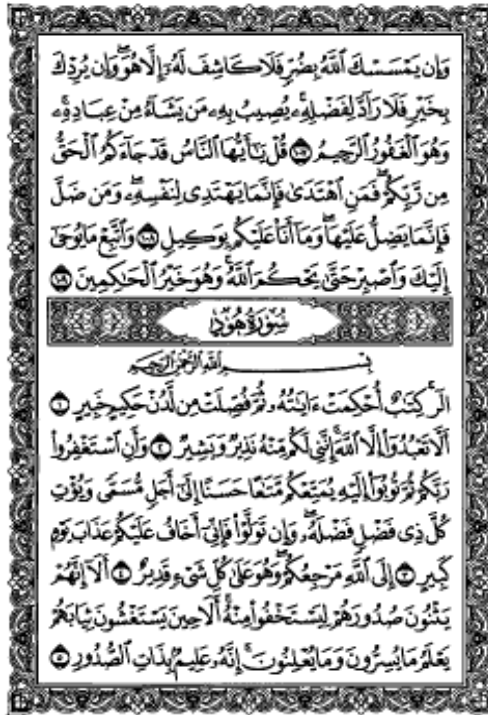 وَإِن يَمْسَسْكَ ٱللَّهُ بِضُرٍّ فَلَا كَاشِفَ لَهُۥٓ إِلَّا هُوَۖ وَإِن يُرِدْكَ
بِخَيْرٍ فَلَا رَآدَّ لِفَضْلِهِۦۚ يُصِيبُ بِهِۦ مَن يَشَآءُ مِنْ عِبَادِهِۦۚ
وَهُوَ ٱلْغَفُورُ ٱلرَّحِيمُ ١٠٧ قُلْ يَٰٓأَيُّهَا ٱلنَّاسُ قَدْ جَآءَكُمُ ٱلْحَقُّ
مِن رَّبِّكُمْۖ فَمَنِ ٱهْتَدَىٰ فَإِنَّمَا يَهْتَدِى لِنَفْسِهِۦۖ وَمَن ضَلَّ
فَإِنَّمَا يَضِلُّ عَلَيْهَاۖ وَمَآ أَنَا۠ عَلَيْكُم بِوَكِيلٍ ١٠٨ وَٱتَّبِعْ مَا يُوحَىٰٓ
إِلَيْكَ وَٱصْبِرْ حَتَّىٰ يَحْكُمَ ٱللَّهُۚ وَهُوَ خَيْرُ ٱلْحَٰكِمِينَ ١٠٩
سُورَةُ هُودٍ
بِسْمِ ٱللَّهِ ٱلرَّحْمَٰنِ ٱلرَّحِيمِ
الٓرۚ كِتَٰبٌ أُحْكِمَتْ ءَايَٰتُهُۥ ثُمَّ فُصِّلَتْ مِن لَّدُنْ حَكِيمٍ خَبِيرٍ ١
أَلَّا تَعْبُدُوٓا۟ إِلَّا ٱللَّهَۚ إِنَّنِى لَكُم مِّنْهُ نَذِيرٌ وَبَشِيرٌ ٢ وَأَنِ ٱسْتَغْفِرُوا۟
رَبَّكُمْ ثُمَّ تُوبُوٓا۟ إِلَيْهِ يُمَتِّعْكُم مَّتَٰعًا حَسَنًا إِلَىٰٓ أَجَلٍ مُّسَمًّى وَيُؤْتِ
كُلَّ ذِى فَضْلٍ فَضْلَهُۥۖ وَإِن تَوَلَّوْا۟ فَإِنِّىٓ أَخَافُ عَلَيْكُمْ عَذَابَ يَوْمٍ
كَبِيرٍ ٣ إِلَى ٱللَّهِ مَرْجِعُكُمْۖ وَهُوَ عَلَىٰ كُلِّ شَىْءٍ قَدِيرٌ ٤ أَلَآ إِنَّهُمْ
يَثْنُونَ صُدُورَهُمْ لِيَسْتَخْفُوا۟ مِنْهُۚ أَلَا حِينَ يَسْتَغْشُونَ ثِيَابَهُمْ
يَعْلَمُ مَا يُسِرُّونَ وَمَا يُعْلِنُونَۚ إِنَّهُۥ عَلِيمٌۢ بِذَاتِ ٱلصُّدُورِ ٥